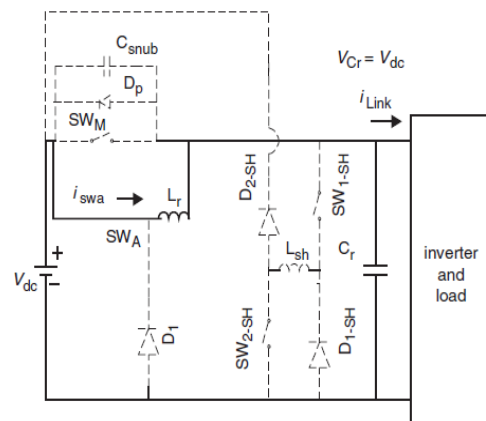 C_snub
D_p
SW_M
V_Cr = V_dc
i_Link
i_swa
L_r
SW_A
D_2-SH
SW_1-SH
L_sh
C_r
inverter
and
load
+
V_dc
−
D_1
SW_2-SH
D_1-SH